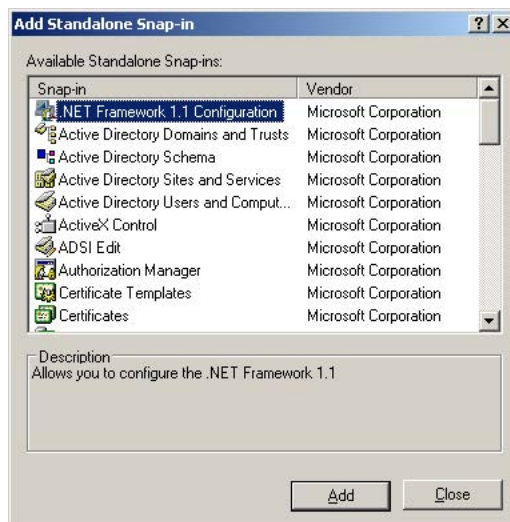 Add Standalone Snap-in
Available Standalone Snap-ins:
Snap-in Vendor
.NET Framework 1.1 Configuration Microsoft Corporation
Active Directory Domains and Trusts Microsoft Corporation
Active Directory Schema Microsoft Corporation
Active Directory Sites and Services Microsoft Corporation
Active Directory Users and Comput... Microsoft Corporation
ActiveX Control Microsoft Corporation
ADSI Edit Microsoft Corporation
Authorization Manager Microsoft Corporation
Certificate Templates Microsoft Corporation
Certificates Microsoft Corporation
Description
Allows you to configure the .NET Framework 1.1
Add Close